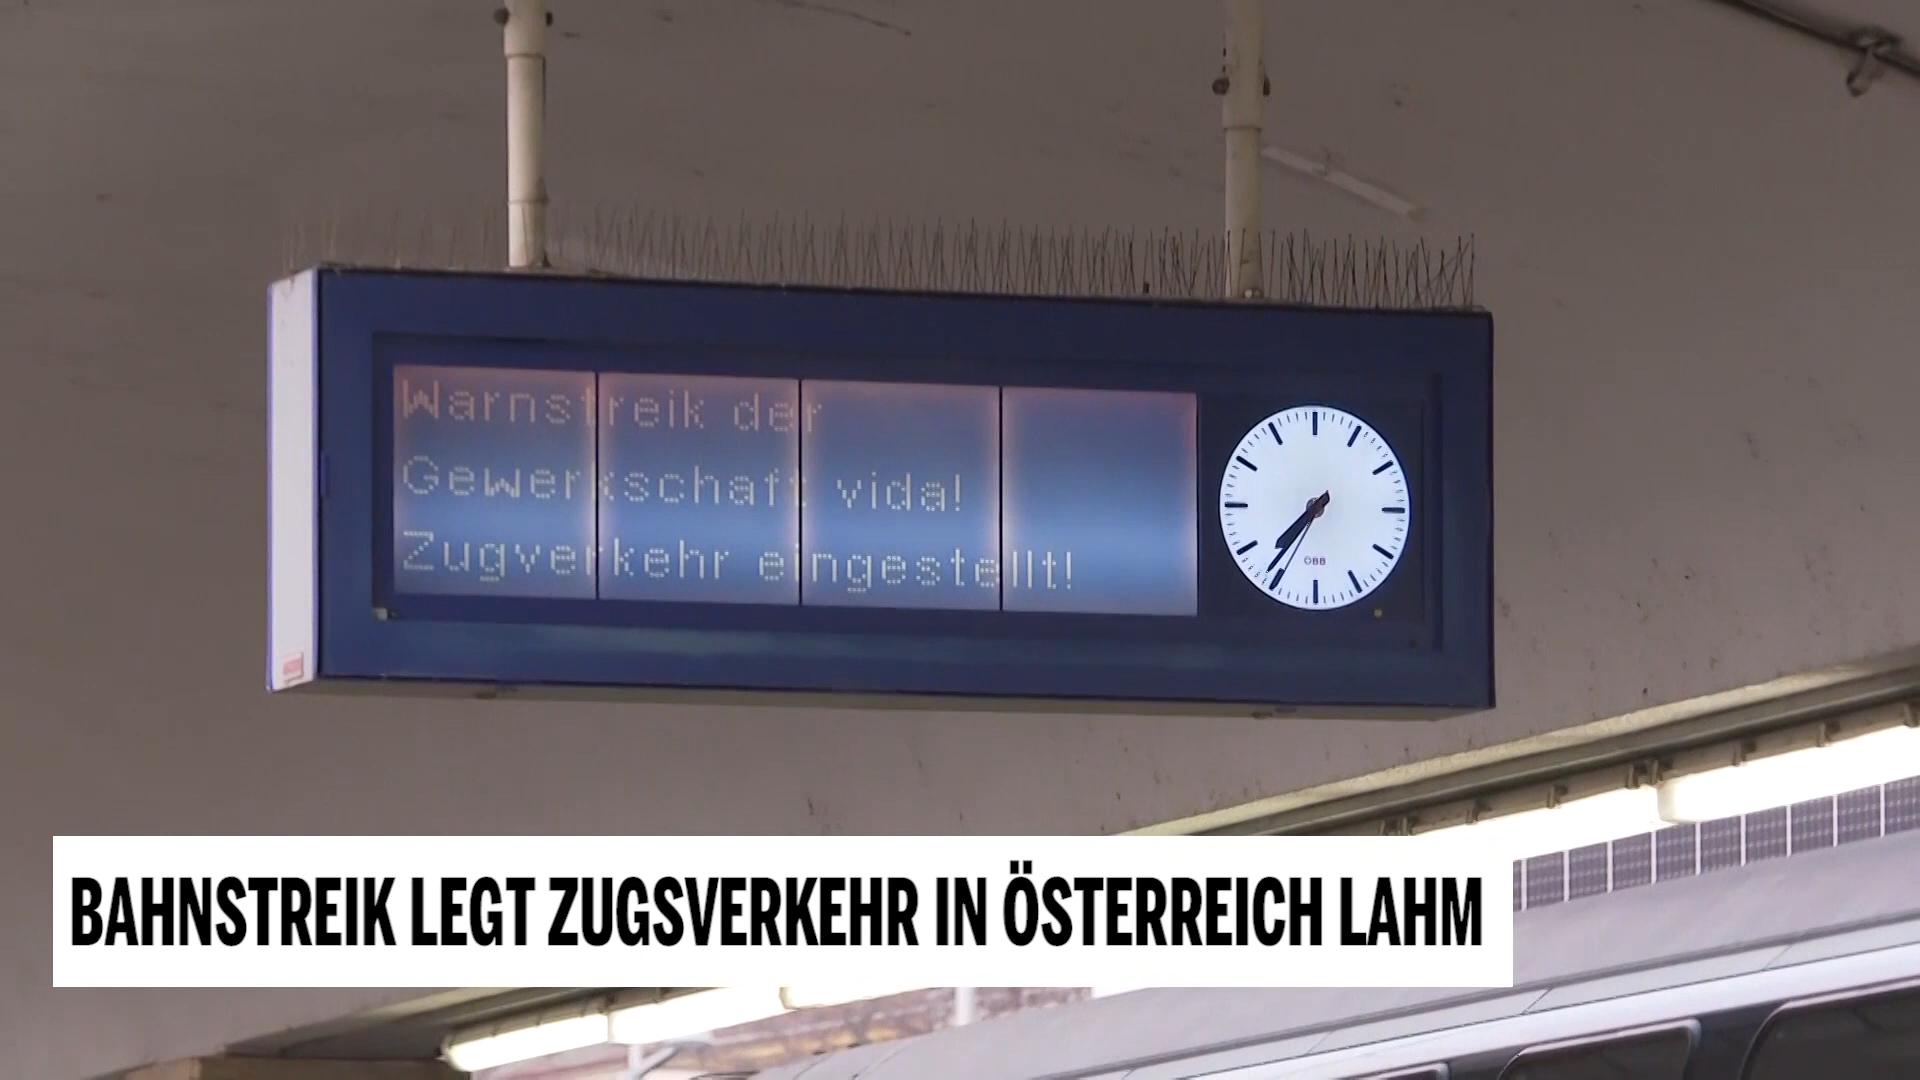 Warnstreik der
Gewerkschaft vida!
Zugverkehr eingestellt!
ÖBB
BAHNSTREIK LEGT ZUGSVERKEHR IN ÖSTERREICH LAHM